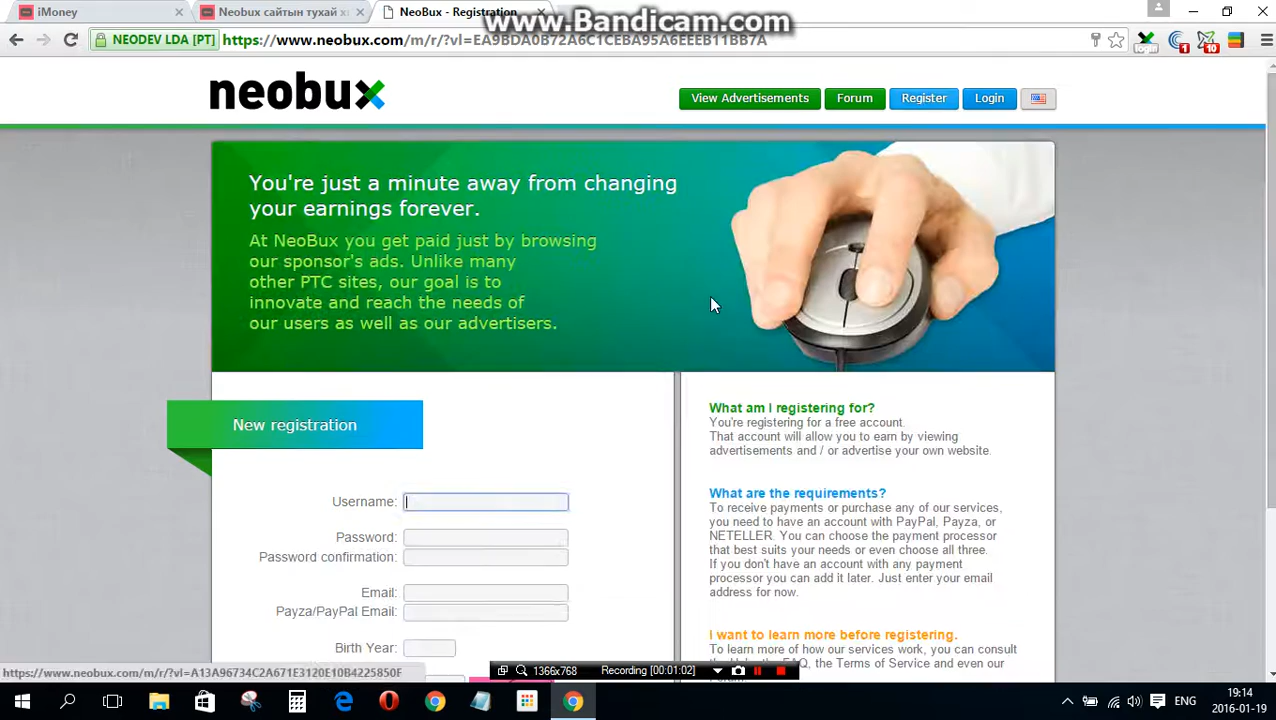 iMoney
Neobux сайтын тухай х
NeoBux - Registration
www.Bandicam.com
NEODEV LDA [PT]
https://www.neobux.com/m/r/?vl=EA9BDA0B72A6C1CEBA95A6EEEB11BB7A
login
1
10
neobux
View Advertisements
Forum
Register
Login
You're just a minute away from changing
your earnings forever.
At NeoBux you get paid just by browsing
our sponsor's ads. Unlike many
other PTC sites, our goal is to
innovate and reach the needs of
our users as well as our advertisers.
New registration
Username:
Password:
Password confirmation:
Email:
Payza/PayPal Email:
Birth Year:
What am I registering for?
You're registering for a free account.
That account will allow you to earn by viewing
advertisements and / or advertise your own website.
What are the requirements?
To receive payments or purchase any of our services,
you need to have an account with PayPal, Payza, or
NETELLER. You can choose the payment processor
that best suits your needs or even choose all three.
If you don't have an account with any payment
processor you can add it later. Just enter your email
address for now.
I want to learn more before registering.
To learn more of how our services work, you can consult
the Help, the FAQ, the Terms of Service and even our
https://www.neobux.com/m/r/?vl=A13A96734C2A671F3120E10B4225850F
1366x768
Recording [00:01:02]
ENG
19:14
2016-01-19